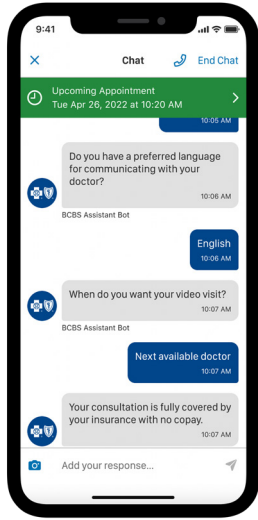 9:41
Chat
End Chat
Upcoming Appointment
Tue Apr 26, 2022 at 10:20 AM
10:05 AM
Do you have a preferred language
for communicating with your
doctor?
10:06 AM
BCBS Assistant Bot
English
10:06 AM
When do you want your video visit?
10:07 AM
BCBS Assistant Bot
Next available doctor
10:07 AM
Your consultation is fully covered by
your insurance with no copay.
10:07 AM
Add your response...